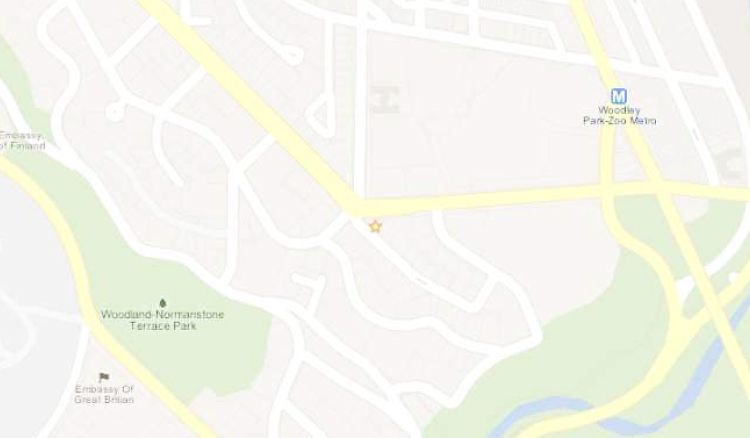 M
Woodley
Park-Zoo Metro
Embassy
of Finland
Woodland-Normanstone
Terrace Park
Embassy Of
Great Britian